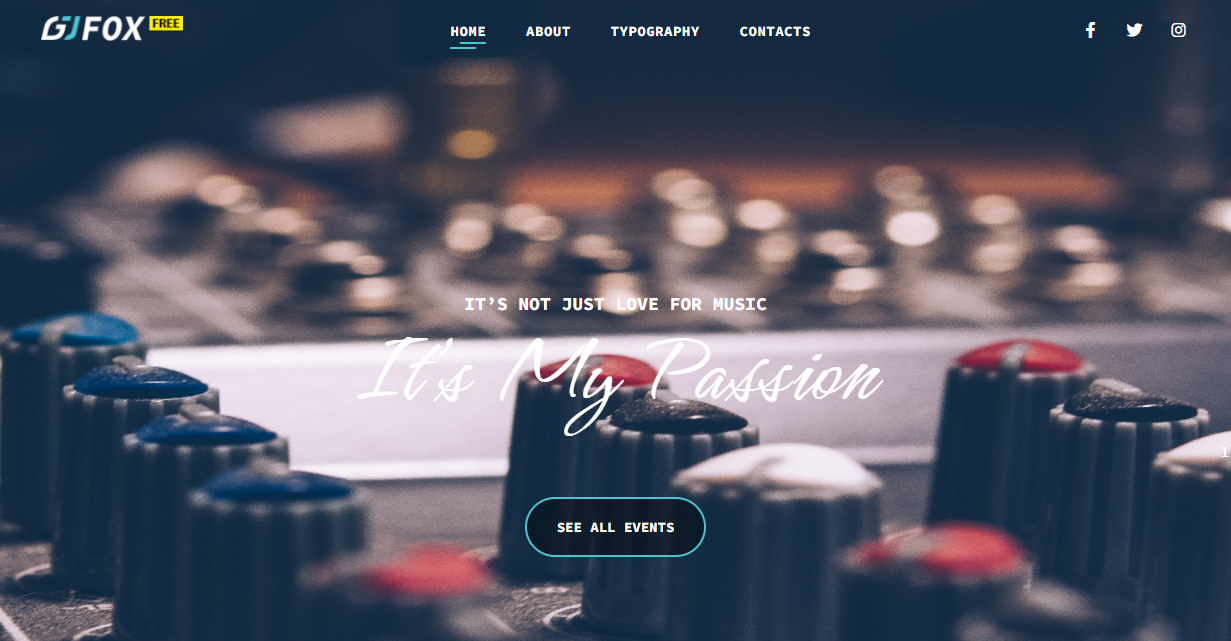 GJFOX FREE
HOME ABOUT TYPOGRAPHY CONTACTS
IT’S NOT JUST LOVE FOR MUSIC
It's My Passion
1
SEE ALL EVENTS